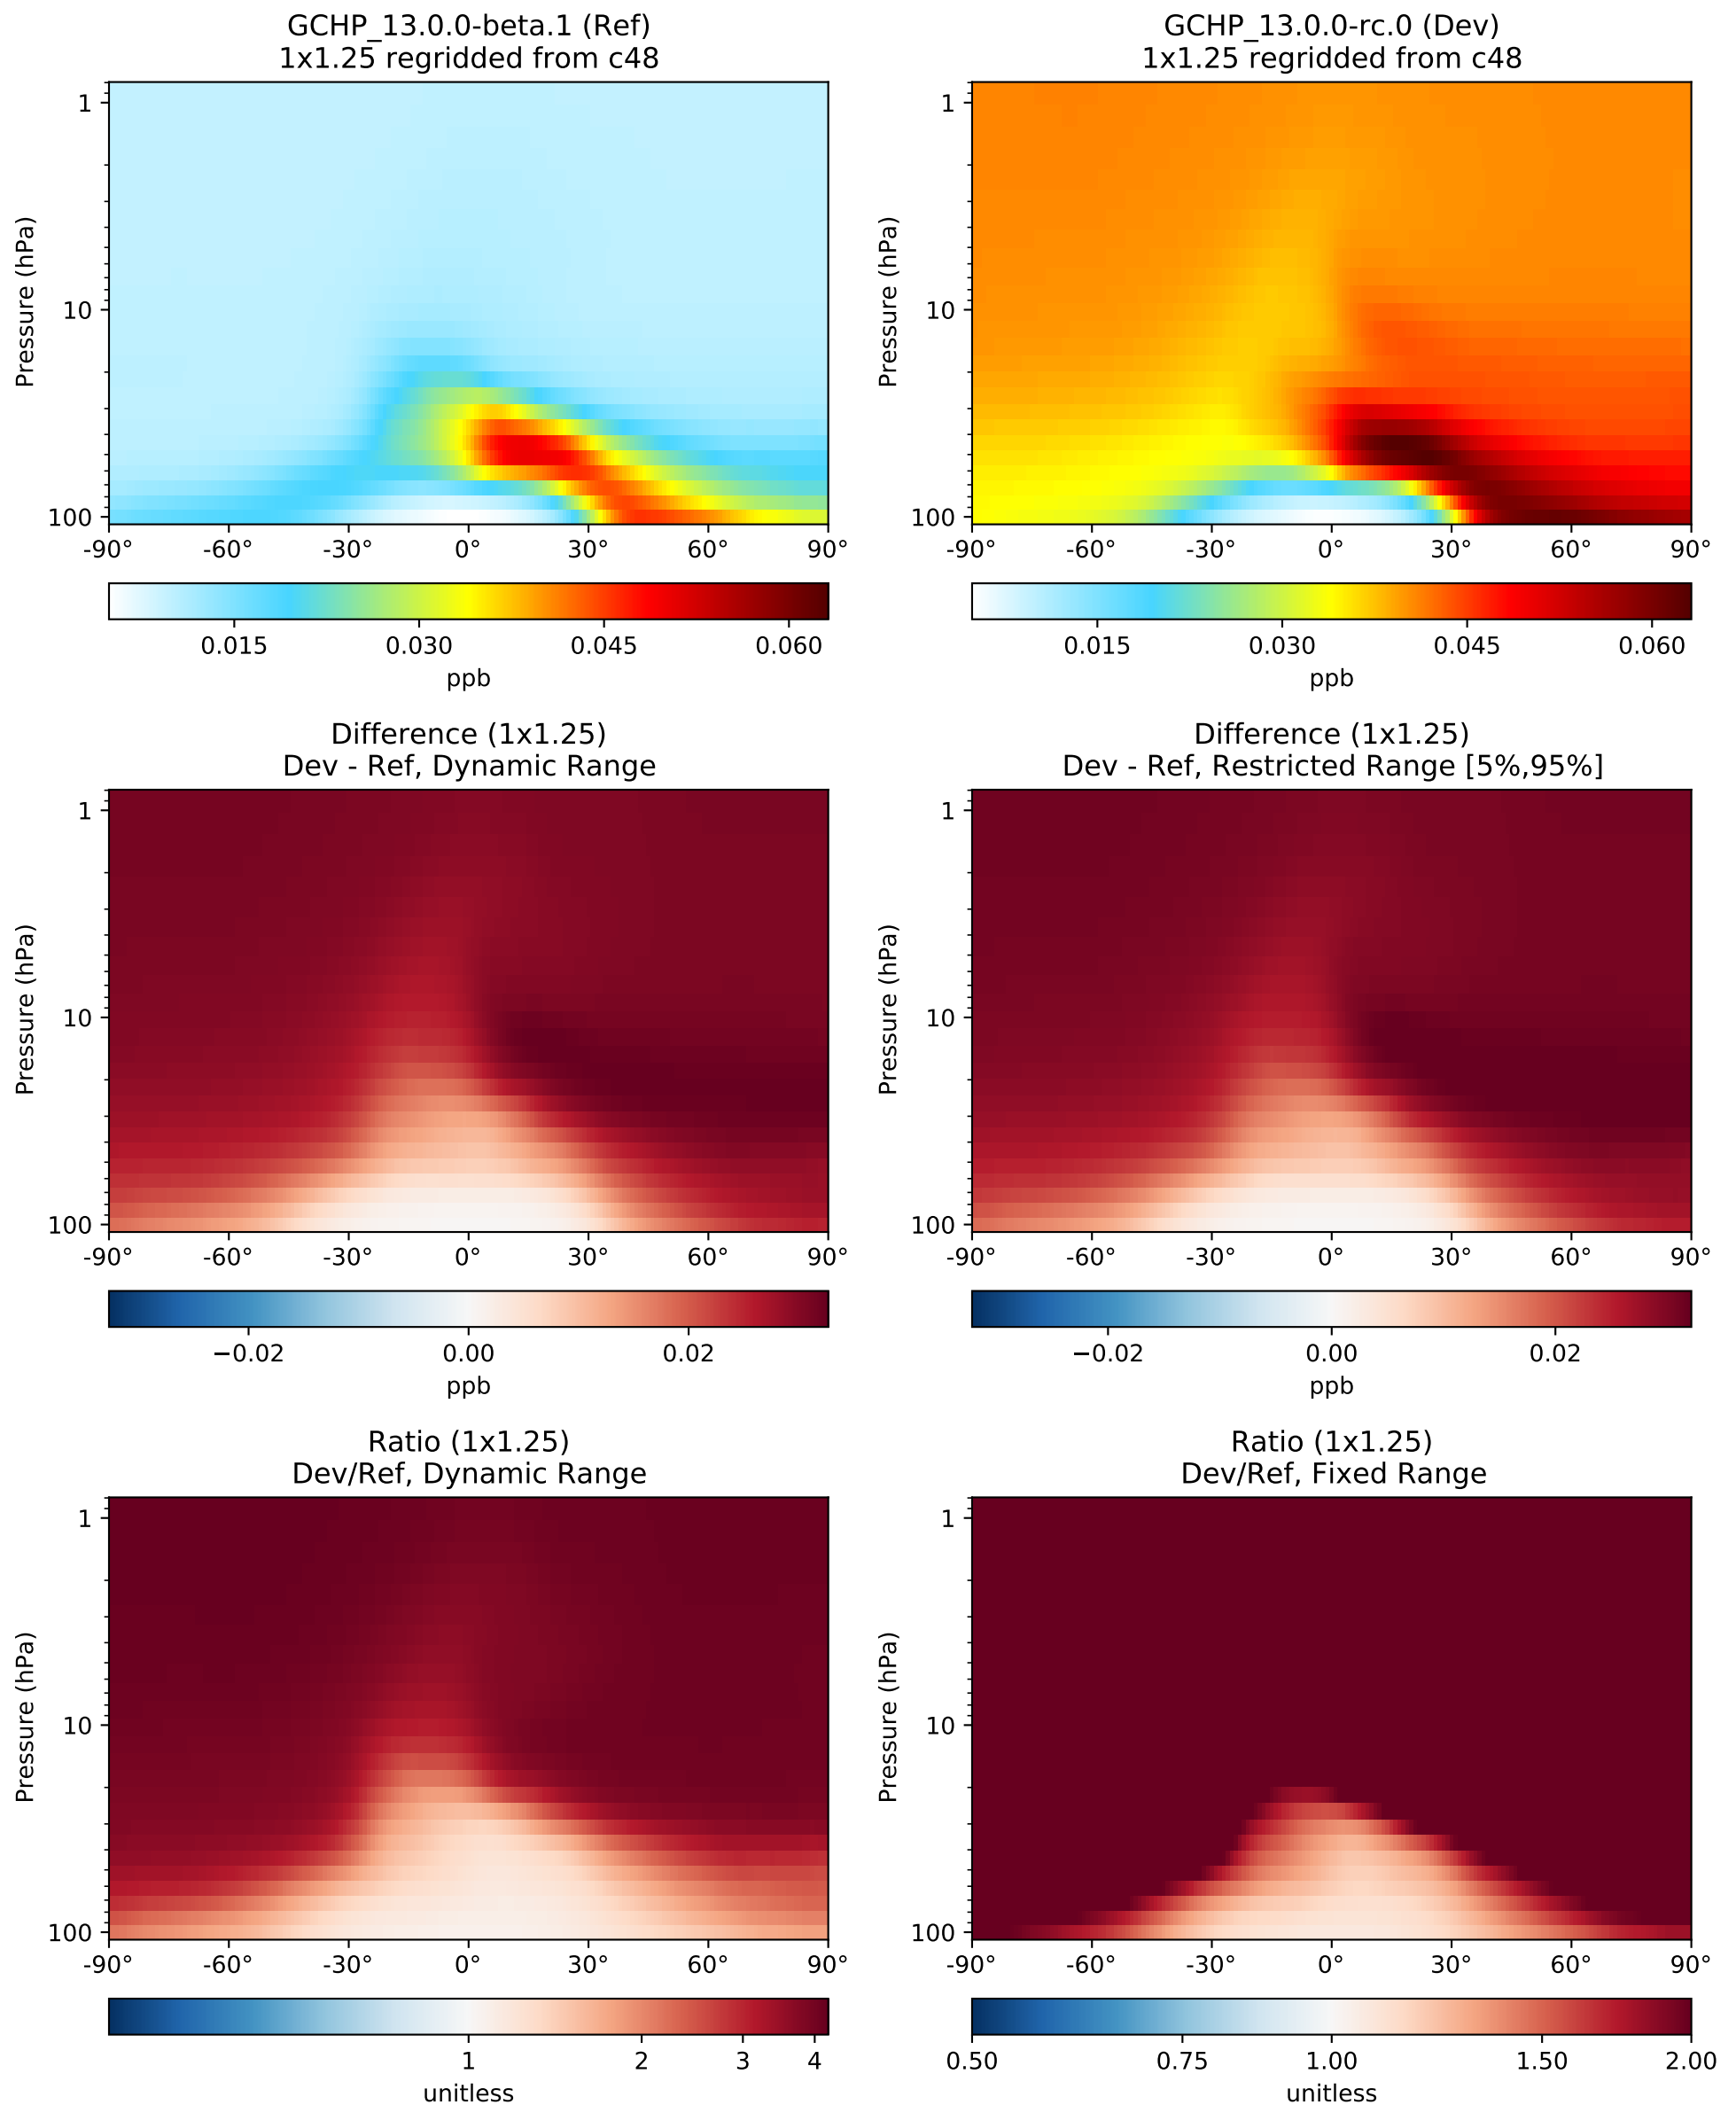 GCHP_13.0.0-beta.1 (Ref)
1x1.25 regridded from c48
Pressure (hPa)
1
10
100
-90° -60° -30° 0° 30° 60° 90°
0.015 0.030 0.045 0.060
ppb
GCHP_13.0.0-rc.0 (Dev)
1x1.25 regridded from c48
Pressure (hPa)
1
10
100
-90° -60° -30° 0° 30° 60° 90°
0.015 0.030 0.045 0.060
ppb
Difference (1x1.25)
Dev - Ref, Dynamic Range
Pressure (hPa)
1
10
100
-90° -60° -30° 0° 30° 60° 90°
−0.02 0.00 0.02
ppb
Difference (1x1.25)
Dev - Ref, Restricted Range [5%,95%]
Pressure (hPa)
1
10
100
-90° -60° -30° 0° 30° 60° 90°
−0.02 0.00 0.02
ppb
Ratio (1x1.25)
Dev/Ref, Dynamic Range
Pressure (hPa)
1
10
100
-90° -60° -30° 0° 30° 60° 90°
1 2 3 4
unitless
Ratio (1x1.25)
Dev/Ref, Fixed Range
Pressure (hPa)
1
10
100
-90° -60° -30° 0° 30° 60° 90°
0.50 0.75 1.00 1.50 2.00
unitless